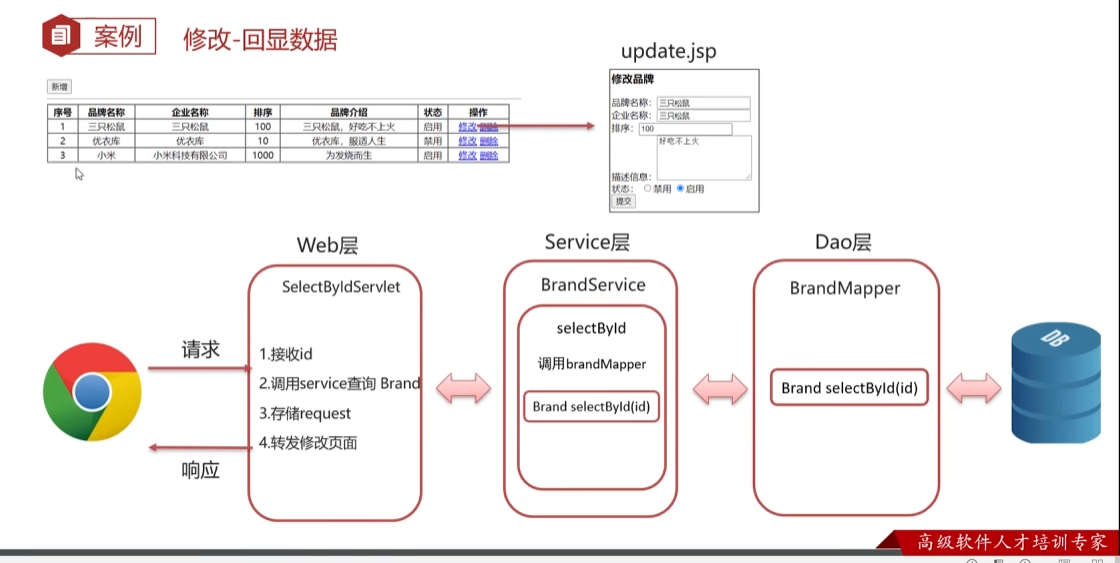 案例
修改-回显数据
update.jsp
新增
序号 品牌名称 企业名称 排序 品牌介绍 状态 操作
1 三只松鼠 三只松鼠 100 三只松鼠，好吃不上火 启用 修改 删除
2 优衣库 优衣库 10 优衣库，服适人生 禁用 修改 删除
3 小米 小米科技有限公司 1000 为发烧而生 启用 修改 删除
修改品牌
品牌名称： 三只松鼠
企业名称： 三只松鼠
排序： 100
好吃不上火
描述信息：
状态： 禁用 启用
提交
Web层
SelectByIdServlet
请求
响应
1.接收id
2.调用service查询 Brand
3.存储request
4.转发修改页面
Service层
BrandService
selectById
调用brandMapper
Brand selectById(id)
Dao层
BrandMapper
Brand selectById(id)
DB
高级软件人才培训专家